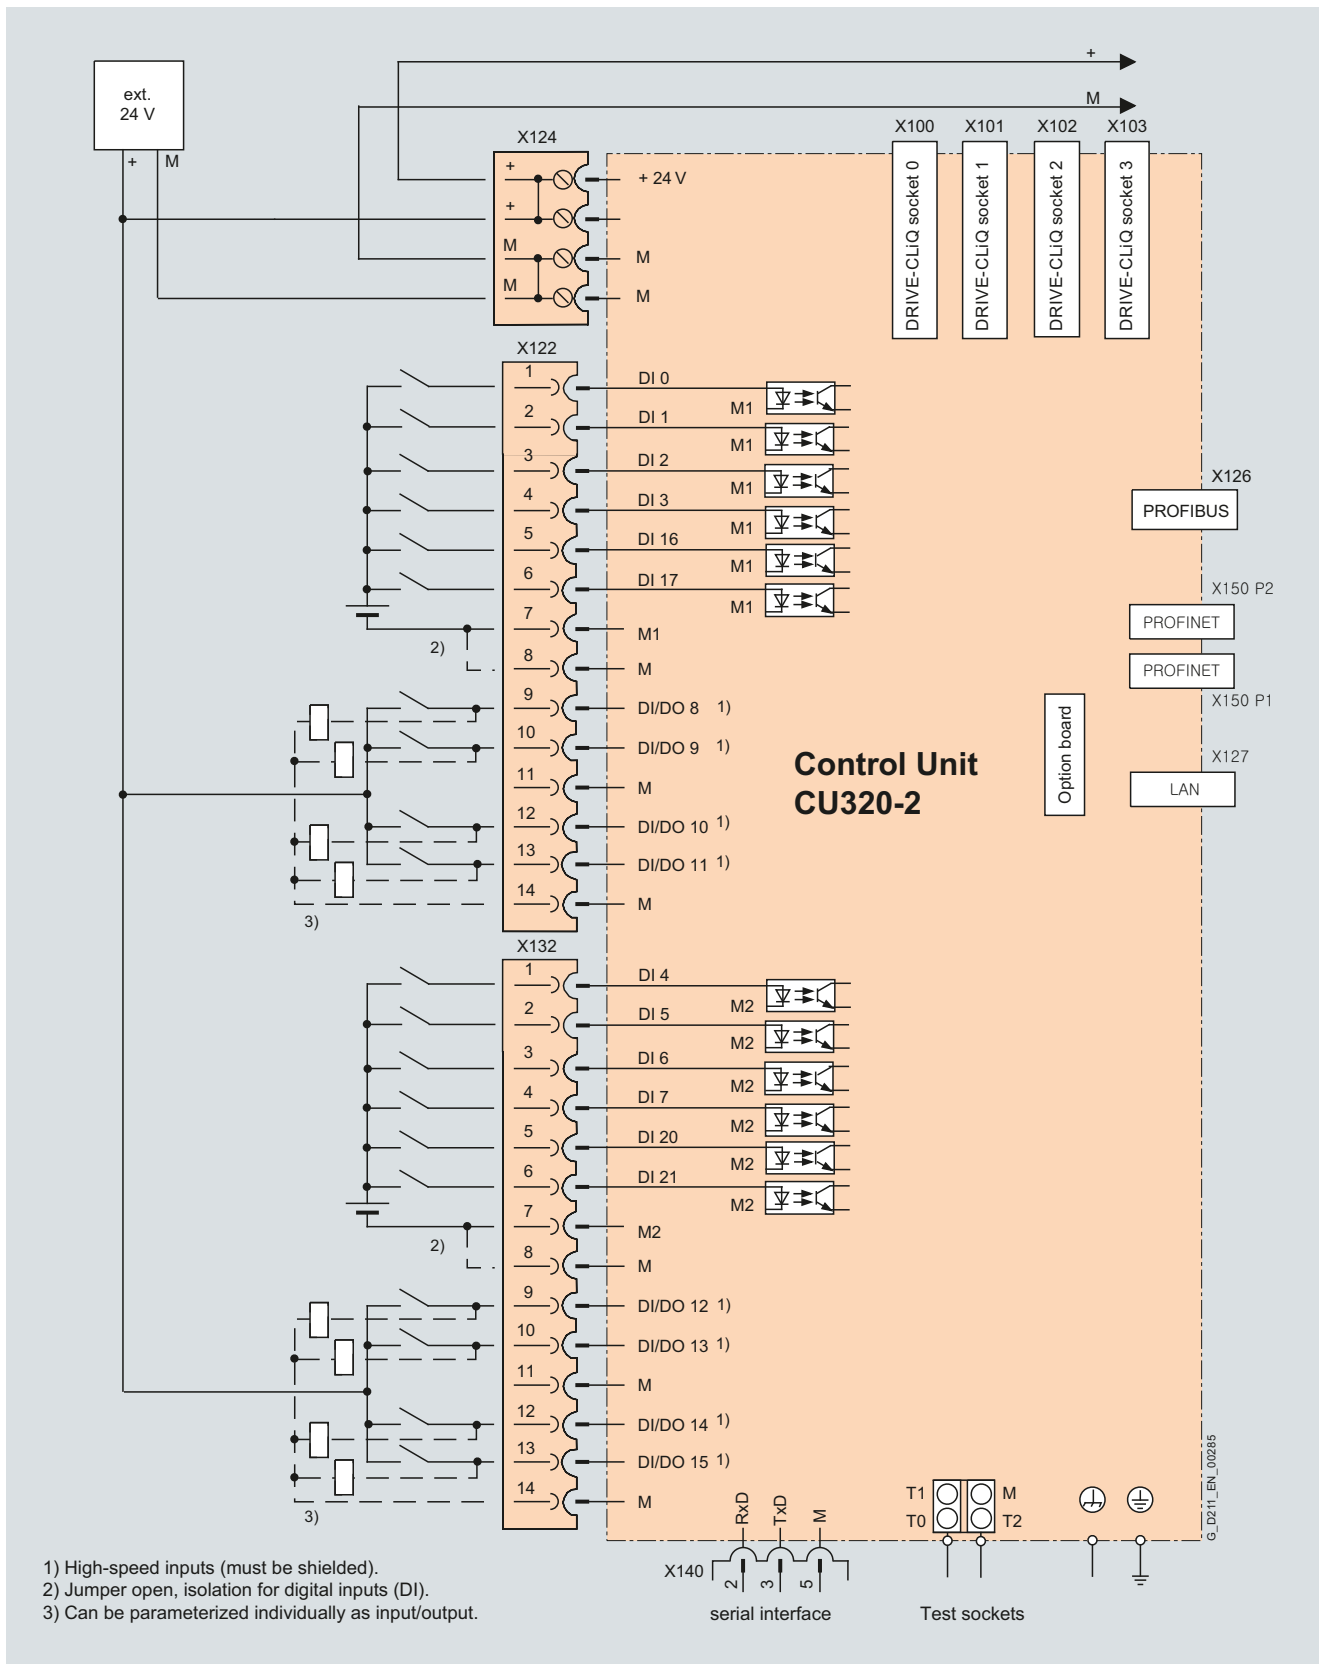 ext.
24 V
+ M
+
M
X124
+
+
M
M
+ 24 V
M
M
X100 X101 X102 X103
DRIVE-CLiQ socket 0
DRIVE-CLiQ socket 1
DRIVE-CLiQ socket 2
DRIVE-CLiQ socket 3
X122
1 DI 0
M1
2 DI 1
M1
3 DI 2
M1
4 DI 3
M1
5 DI 16
M1
6 DI 17
M1
7 M1
2)
8 M
9 DI/DO 8 1)
10 DI/DO 9 1)
11 M
12 DI/DO 10 1)
13 DI/DO 11 1)
14 M
3)
Control Unit
CU320-2
Option board
X126
PROFIBUS
X150 P2
PROFINET
PROFINET
X150 P1
X127
LAN
X132
1 DI 4
M2
2 DI 5
M2
3 DI 6
M2
4 DI 7
M2
5 DI 20
M2
6 DI 21
M2
7 M2
2)
8 M
9 DI/DO 12 1)
10 DI/DO 13 1)
11 M
12 DI/DO 14 1)
13 DI/DO 15 1)
14 M
3)
RxD TxD M
X140
2 3 5
serial interface
T1 M
T0 T2
Test sockets
G_D211_EN_00285
1) High-speed inputs (must be shielded).
2) Jumper open, isolation for digital inputs (DI).
3) Can be parameterized individually as input/output.